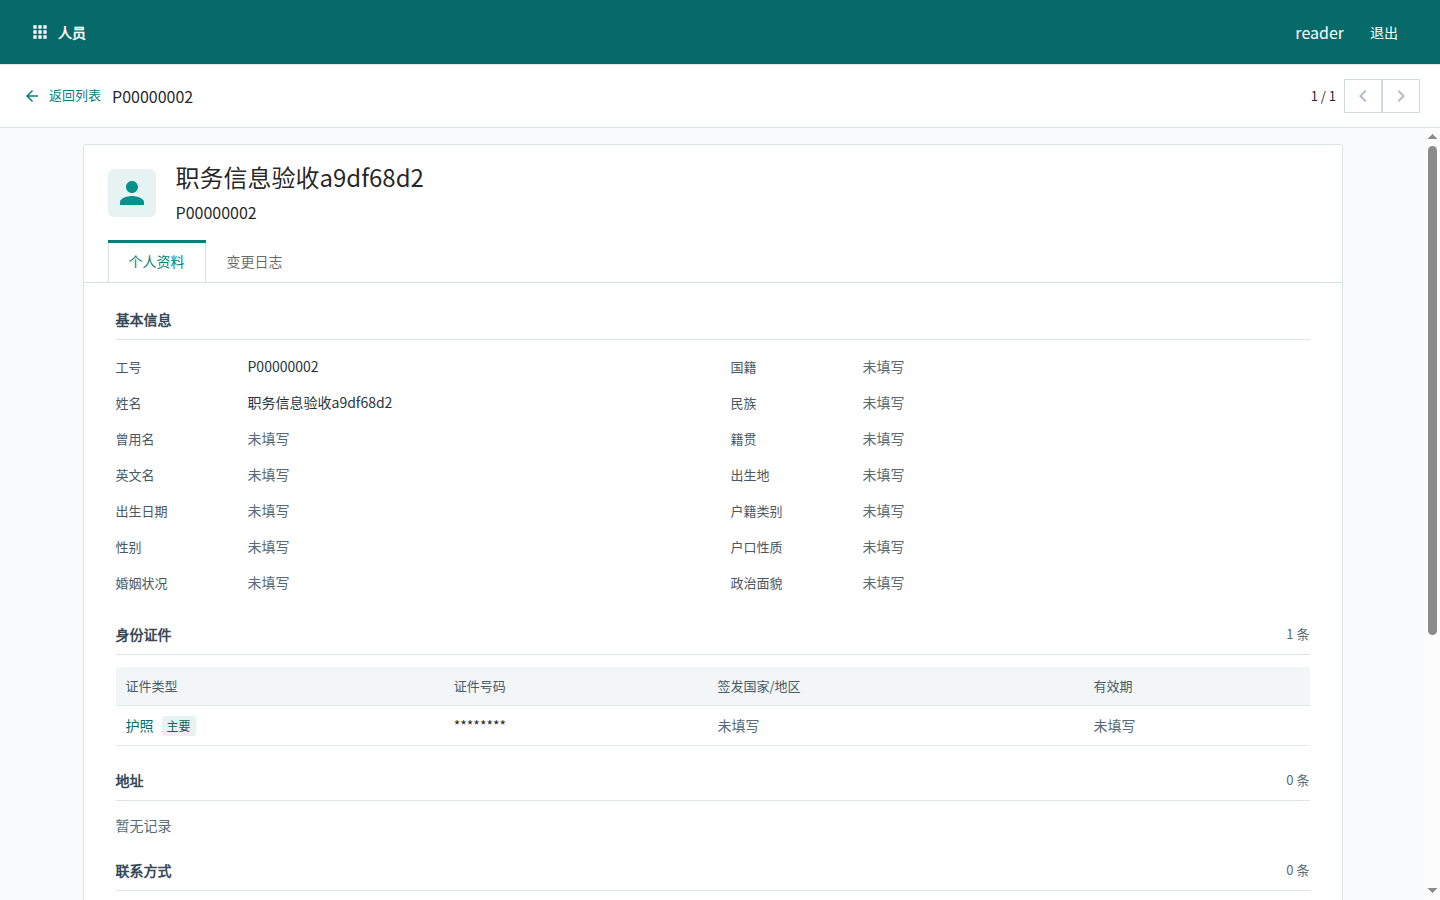 人员
reader 退出
返回列表 P00000002
1 / 1
职务信息验收a9df68d2
P00000002
个人资料 变更日志
基本信息
工号 P00000002 国籍 未填写
姓名 职务信息验收a9df68d2 民族 未填写
曾用名 未填写 籍贯 未填写
英文名 未填写 出生地 未填写
出生日期 未填写 户籍类别 未填写
性别 未填写 户口性质 未填写
婚姻状况 未填写 政治面貌 未填写
身份证件 1 条
证件类型 证件号码 签发国家/地区 有效期
护照 主要 ******** 未填写 未填写
地址 0 条
暂无记录
联系方式 0 条